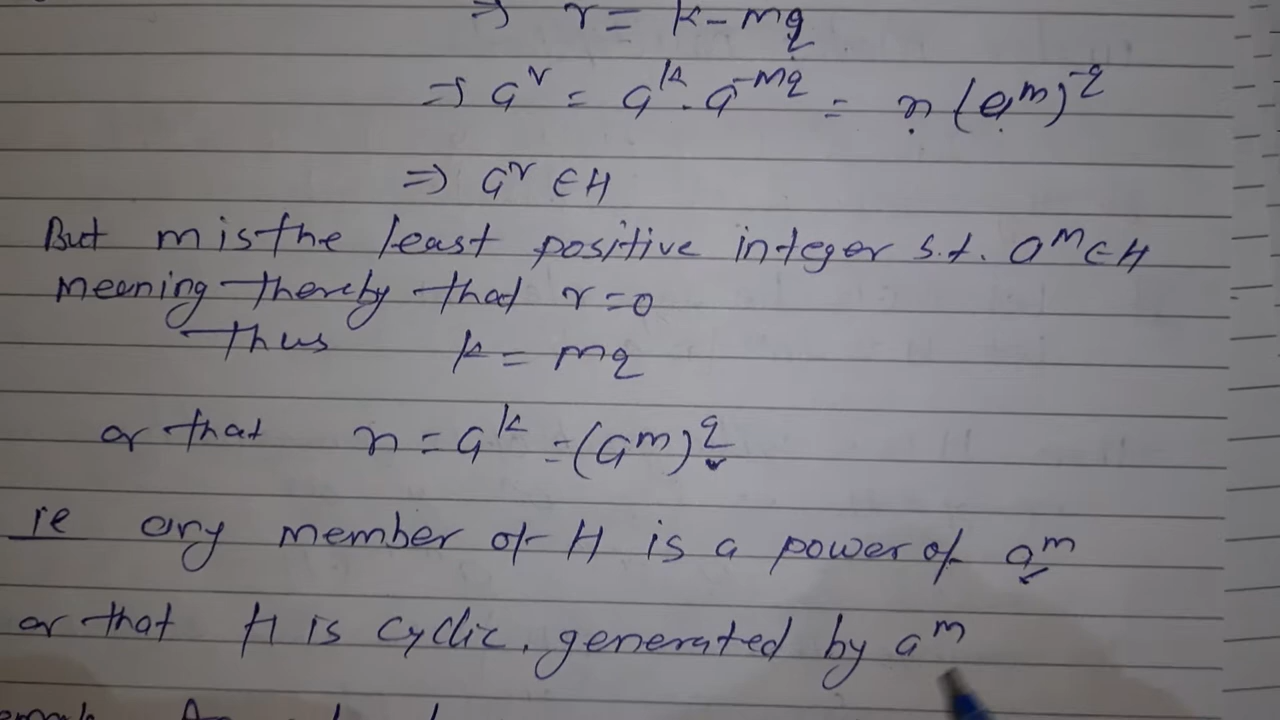 ⇒ r = k - mq
⇒ a^r = a^k . a^-mq = x (a^m)^-q
⇒ a^r ∈ H
But m is the least positive integer s.t. a^m ∈ H
meaning thereby that r = 0
thus k = mq
or that x = a^k = (a^m)^q
ie any member of H is a power of a^m
or that H is cyclic, generated by a^m